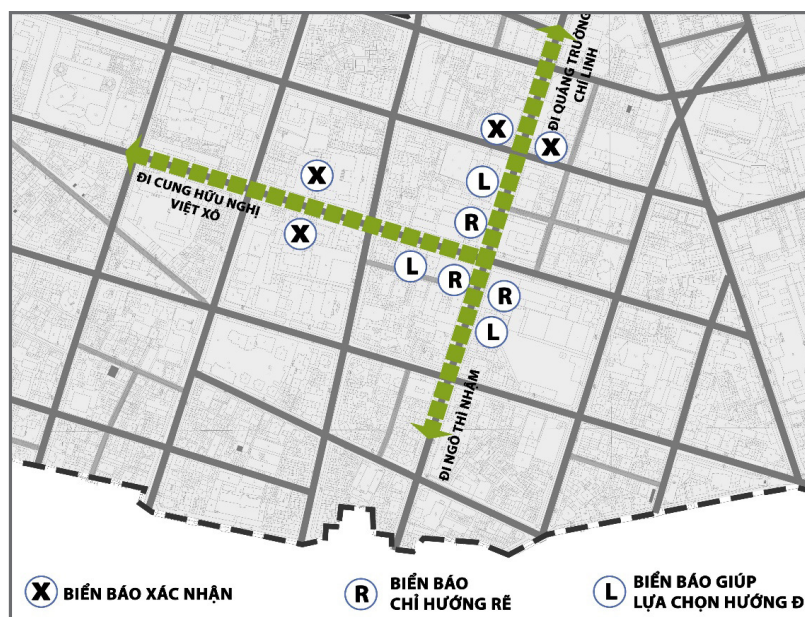 ĐI QUẢNG TRƯỜNG
CHÍ LINH
X
X
L
X
ĐI CUNG HỮU NGHỊ
VIỆT XÔ
R
X
L
R
R
L
ĐI NGÔ THÌ NHẬM
X BIỂN BÁO XÁC NHẬN
R BIỂN BÁO
CHỈ HƯỚNG RẼ
L BIỂN BÁO GIÚP
LỰA CHỌN HƯỚNG Đ